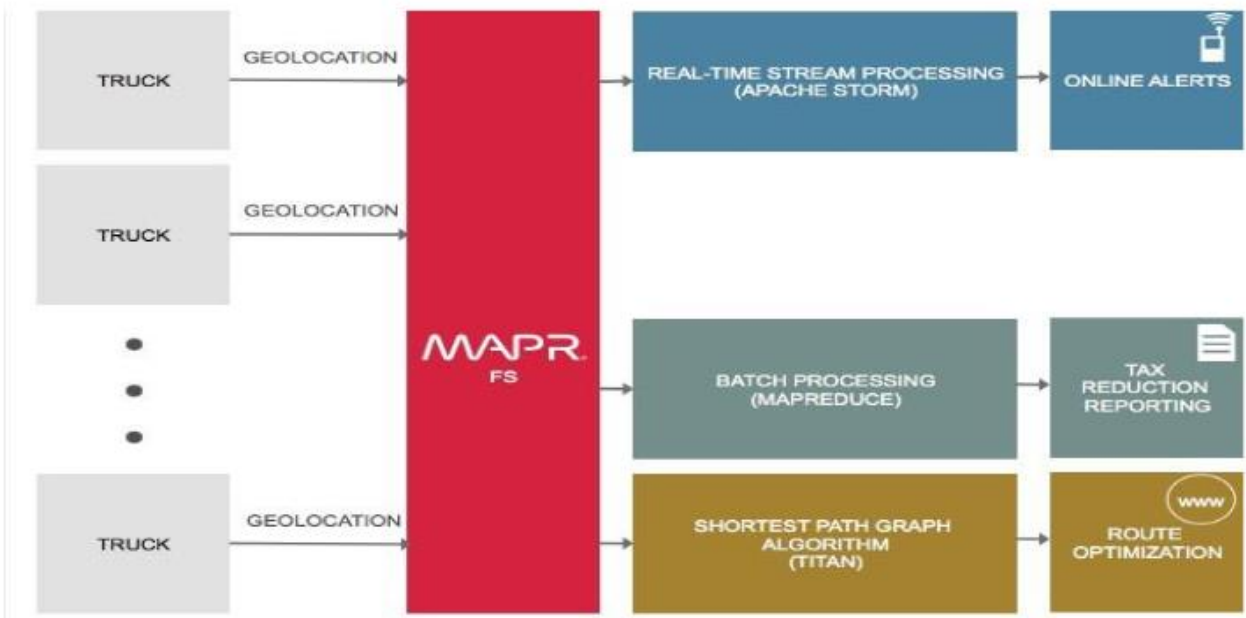 TRUCK
GEOLOCATION
REAL-TIME STREAM PROCESSING
(APACHE STORM)
ONLINE ALERTS
TRUCK
GEOLOCATION
MAPR
FS
BATCH PROCESSING
(MAPREDUCE)
TAX
REDUCTION
REPORTING
TRUCK
GEOLOCATION
SHORTEST PATH GRAPH
ALGORITHM
(TITAN)
www
ROUTE
OPTIMIZATION